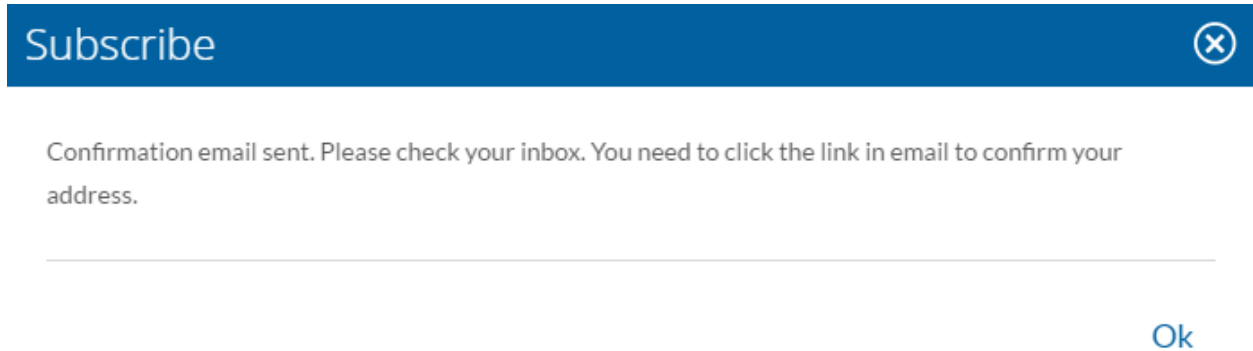 Subscribe
Confirmation email sent. Please check your inbox. You need to click the link in email to confirm your
address.
Ok